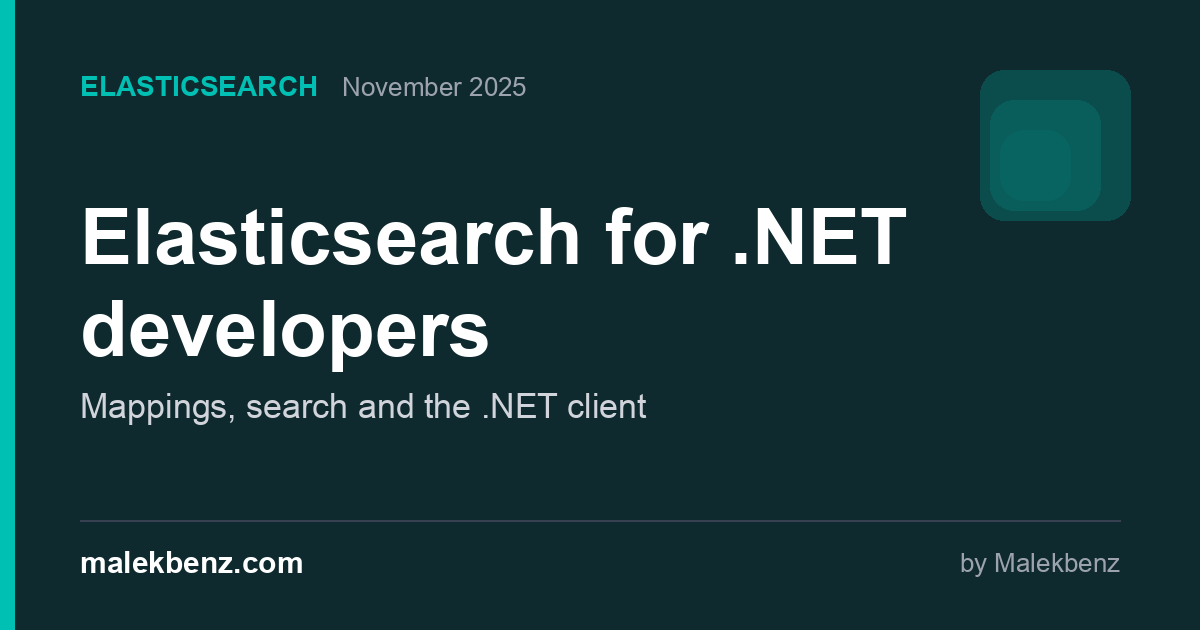 ELASTICSEARCH November 2025
Elasticsearch for .NET
developers
Mappings, search and the .NET client
malekbenz.com by Malekbenz